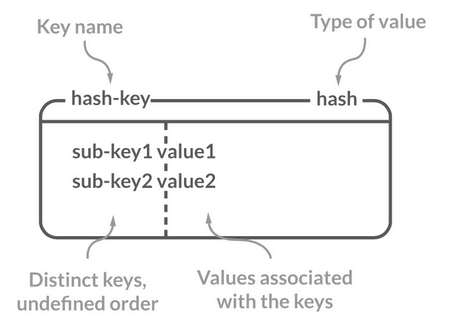 Key name
Type of value
hash-key
hash
sub-key1 value1
sub-key2 value2
Distinct keys,
undefined order
Values associated
with the keys